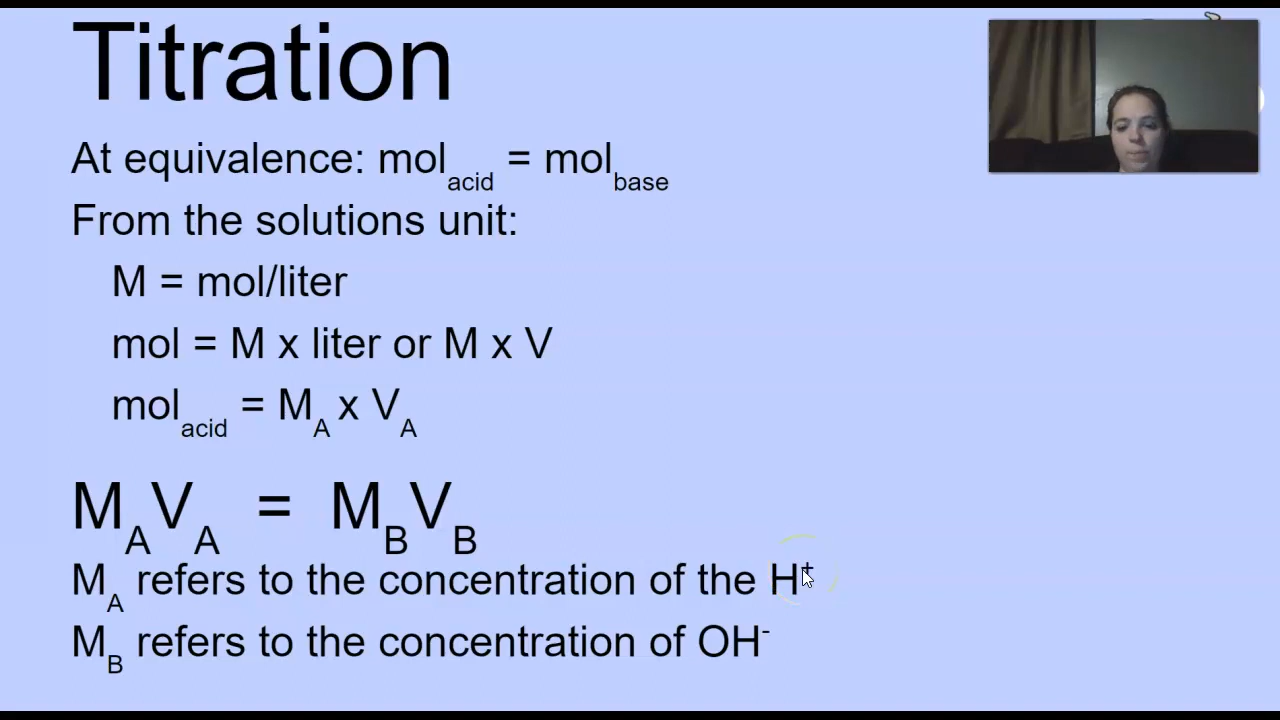 Titration
At equivalence: mol acid = mol base
From the solutions unit:
M = mol/liter
mol = M x liter or M x V
mol acid = M A x V A
M A V A = M B V B
M A refers to the concentration of the H+
M B refers to the concentration of OH-